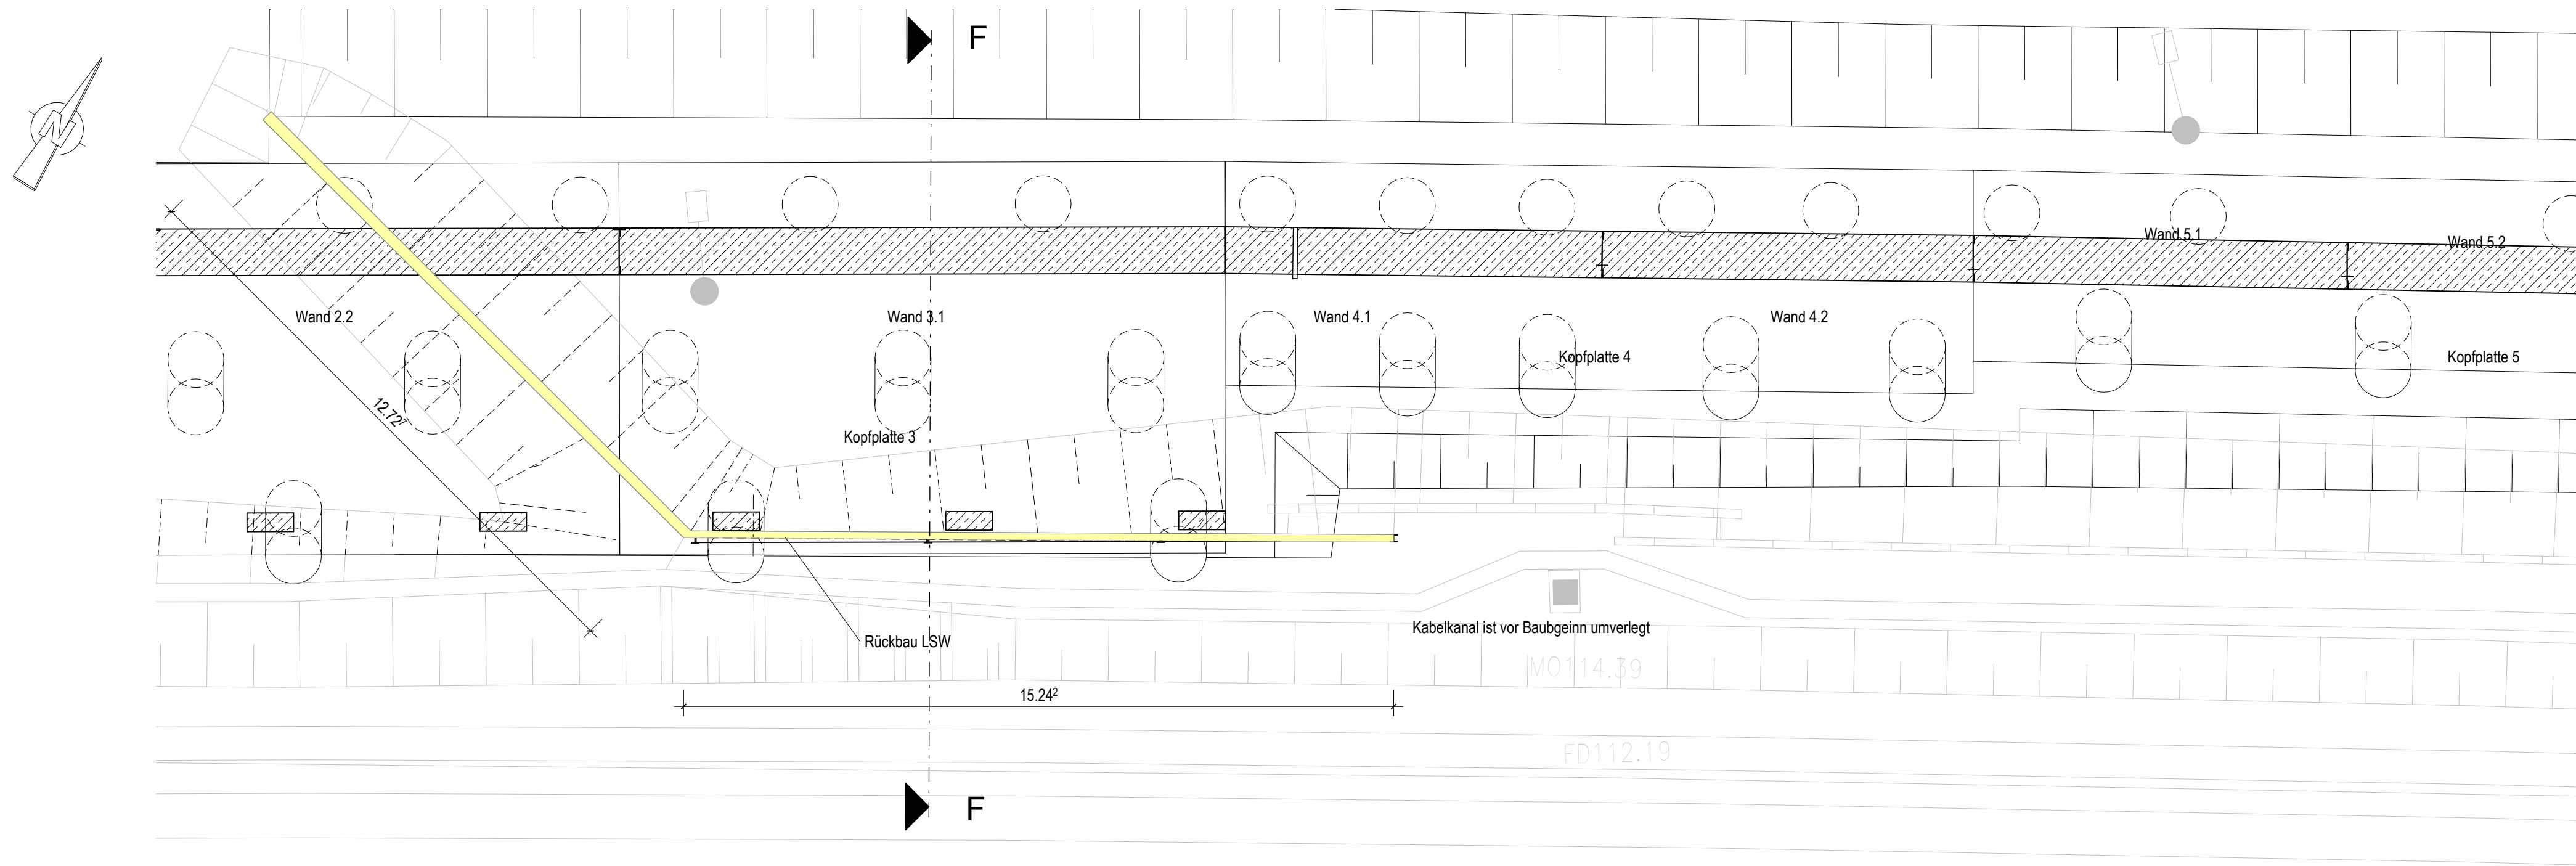 F
N
Wand 5.1
Wand 5.2
Wand 2.2
Wand 3.1
Wand 4.1
Wand 4.2
Kopfplatte 4
Kopfplatte 5
12.72⁷
Kopfplatte 3
Rückbau LSW
Kabelkanal ist vor Baubgeinn umverlegt
MO114.39
15.24²
FD112.19
F